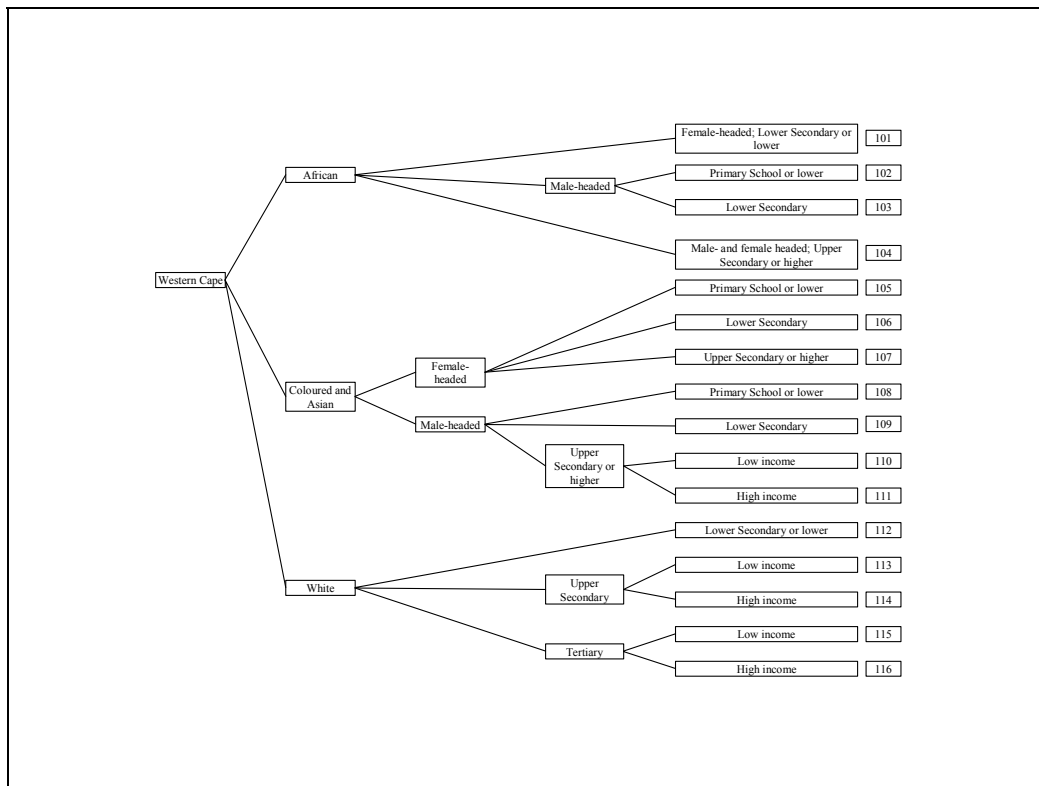 Female-headed; Lower Secondary or
lower
101
African
Male-headed
Primary School or lower
102
Lower Secondary
103
Male- and female headed; Upper
Secondary or higher
104
Western Cape
Primary School or lower
105
Lower Secondary
106
Female-
headed
Upper Secondary or higher
107
Coloured and
Asian
Primary School or lower
108
Male-headed
Lower Secondary
109
Upper
Secondary or
higher
Low income
110
High income
111
Lower Secondary or lower
112
White
Upper
Secondary
Low income
113
High income
114
Tertiary
Low income
115
High income
116